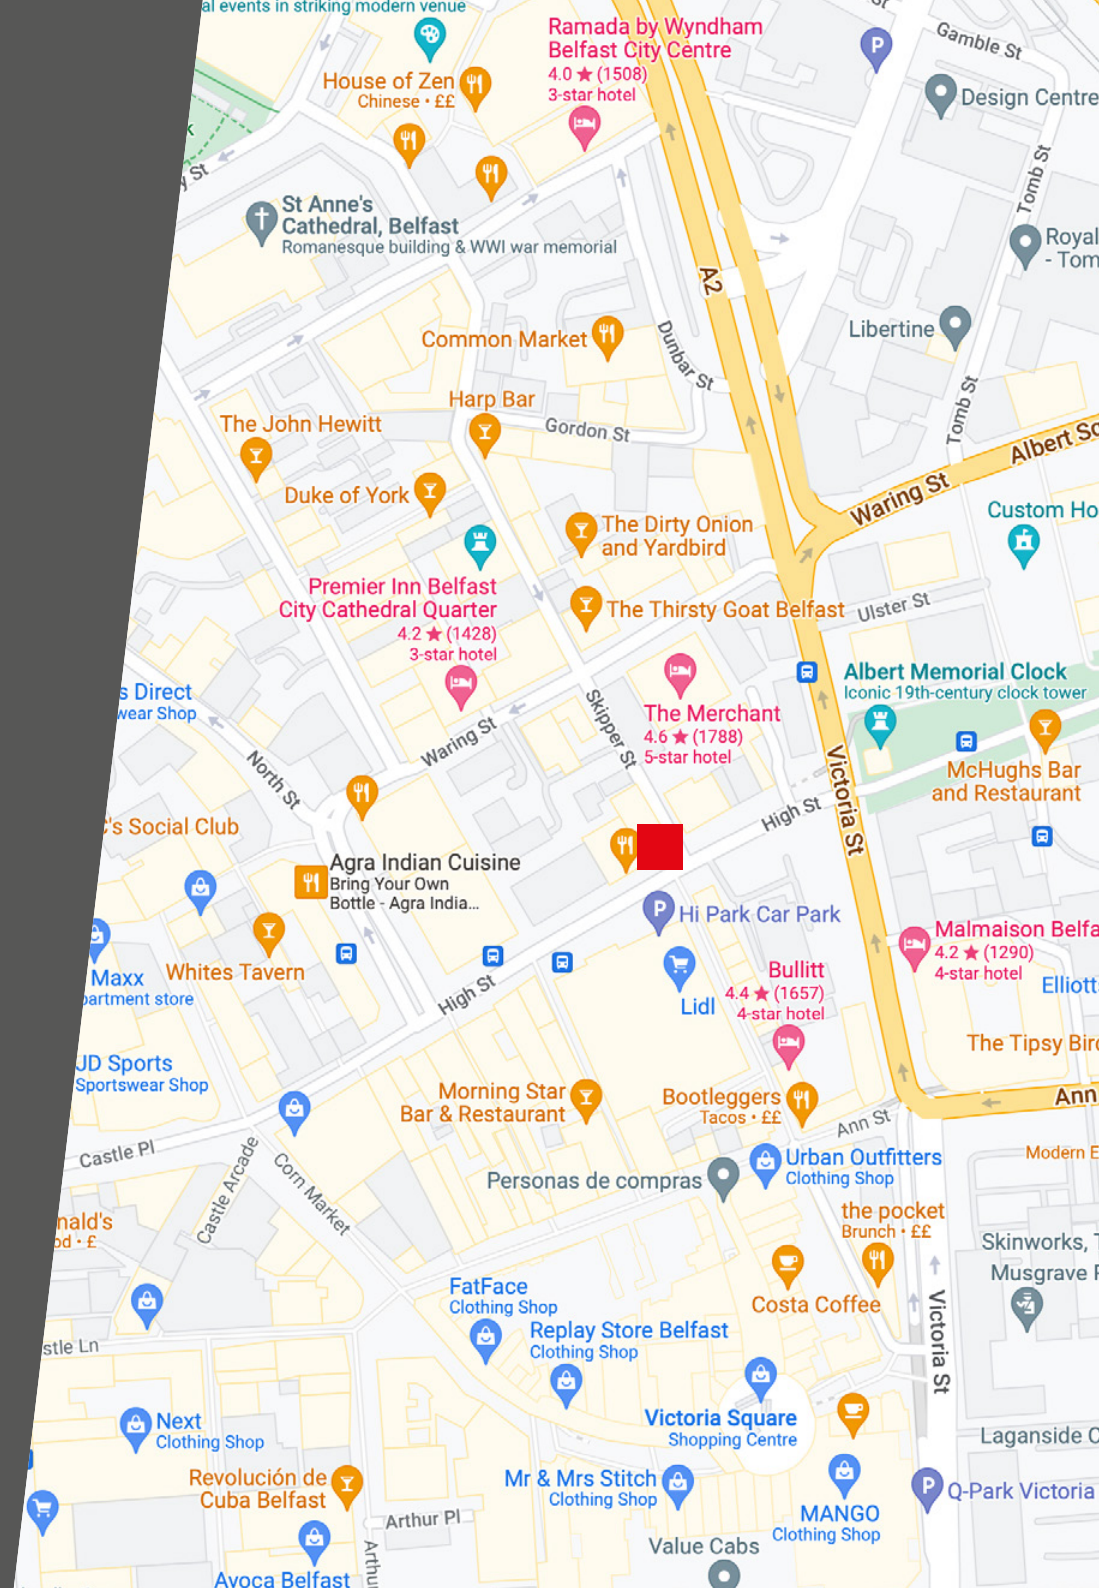 al events in striking modern venue
Ramada by Wyndham
Belfast City Centre
4.0 ★ (1508)
3-star hotel
House of Zen
Chinese • ££
P
Gamble St
Design Centre
Tomb St
y St
St Anne's
Cathedral, Belfast
Romanesque building & WWI war memorial
Royal
- Tom
A2
Common Market
Dunbar St
Libertine
Tomb St
Harp Bar
The John Hewitt
Gordon St
Duke of York
Albert Sq
Waring St
Custom Ho
The Dirty Onion
and Yardbird
Premier Inn Belfast
City Cathedral Quarter
4.2 ★ (1428)
3-star hotel
The Thirsty Goat Belfast
Ulster St
s Direct
wear Shop
Albert Memorial Clock
Iconic 19th-century clock tower
The Merchant
4.6 ★ (1788)
5-star hotel
Skipper St
Waring St
North St
Victoria St
McHughs Bar
and Restaurant
High St
's Social Club
Agra Indian Cuisine
Bring Your Own
Bottle - Agra India...
P
Hi Park Car Park
Whites Tavern
Maxx
partment store
High St
Lidl
Bullitt
4.4 ★ (1657)
4-star hotel
Malmaison Belfa
4.2 ★ (1290)
4-star hotel
Elliott
The Tipsy Bird
JD Sports
Sportswear Shop
Morning Star
Bar & Restaurant
Bootleggers
Tacos • ££
Ann
Ann St
Castle Pl
Castle Arcade
Corn Market
Personas de compras
Urban Outfitters
Clothing Shop
Modern E
nald's
od • £
the pocket
Brunch • ££
Skinworks, T
Musgrave P
FatFace
Clothing Shop
Costa Coffee
Replay Store Belfast
Clothing Shop
Victoria St
stle Ln
Next
Clothing Shop
Victoria Square
Shopping Centre
Laganside C
Revolución de
Cuba Belfast
Mr & Mrs Stitch
Clothing Shop
P
Q-Park Victoria
MANGO
Clothing Shop
Arthur Pl
Arthu
Value Cabs
Avoca Belfast